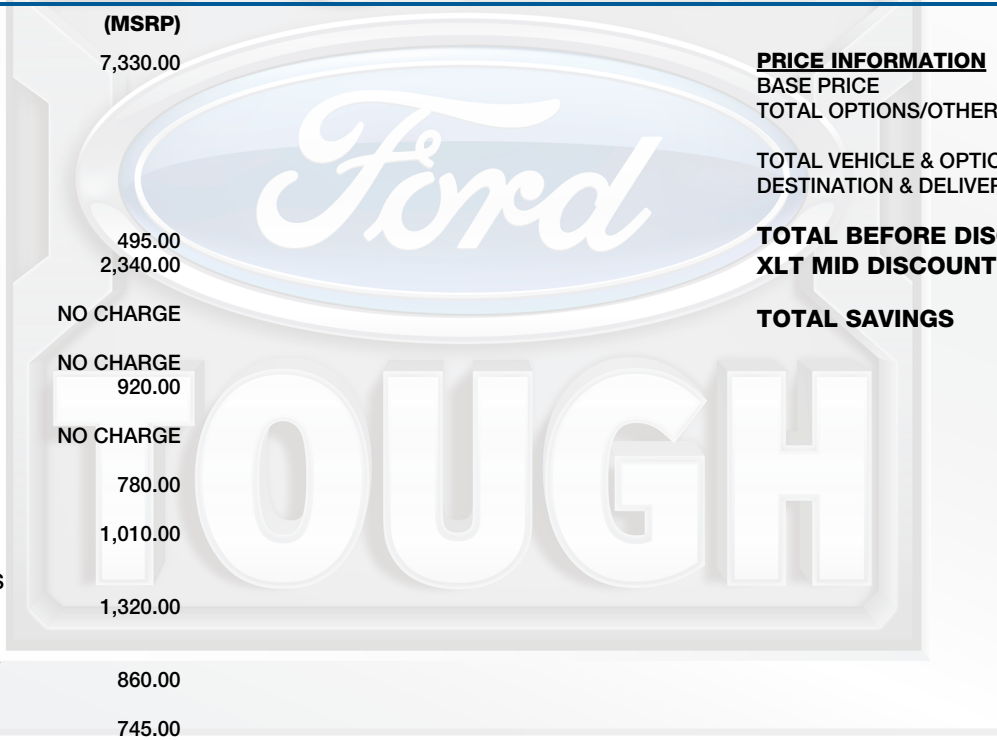 (MSRP)
7,330.00
495.00
2,340.00
NO CHARGE
NO CHARGE
920.00
NO CHARGE
780.00
1,010.00
S
1,320.00
860.00
745.00
PRICE INFORMATION
BASE PRICE
TOTAL OPTIONS/OTHER
TOTAL VEHICLE & OPTIO
DESTINATION & DELIVER
TOTAL BEFORE DIS
XLT MID DISCOUNT
TOTAL SAVINGS
Ford
TOUGH